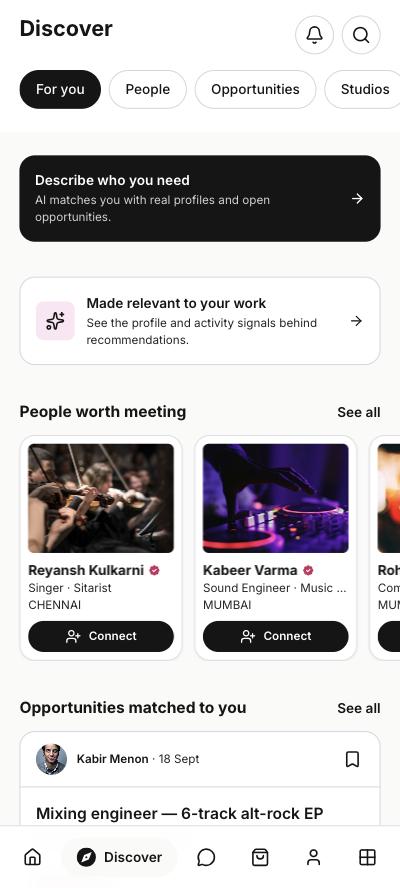 Discover
For you
People
Opportunities
Studios
Describe who you need
AI matches you with real profiles and open
opportunities.
Made relevant to your work
See the profile and activity signals behind
recommendations.
People worth meeting
See all
Reyansh Kulkarni
Singer · Sitarist
CHENNAI
Connect
Kabeer Varma
Sound Engineer · Music ...
MUMBAI
Connect
Roh
Com
MUM
Opportunities matched to you
See all
Kabir Menon · 18 Sept
Mixing engineer — 6-track alt-rock EP
Discover